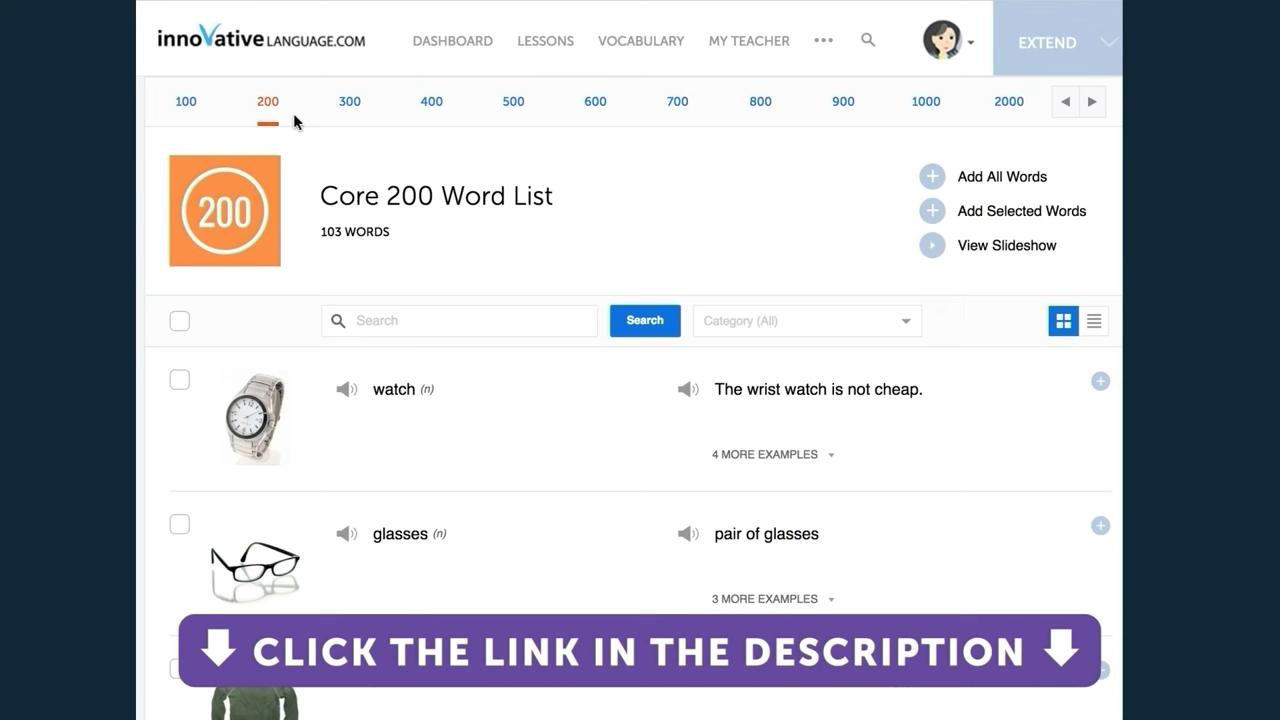 innoVative LANGUAGE.COM
DASHBOARD LESSONS VOCABULARY MY TEACHER ••• EXTEND
100 200 300 400 500 600 700 800 900 1000 2000
200
Core 200 Word List
103 WORDS
Add All Words
Add Selected Words
View Slideshow
Search Search Category (All)
watch (n) The wrist watch is not cheap.
4 MORE EXAMPLES
glasses (n) pair of glasses
3 MORE EXAMPLES
CLICK THE LINK IN THE DESCRIPTION